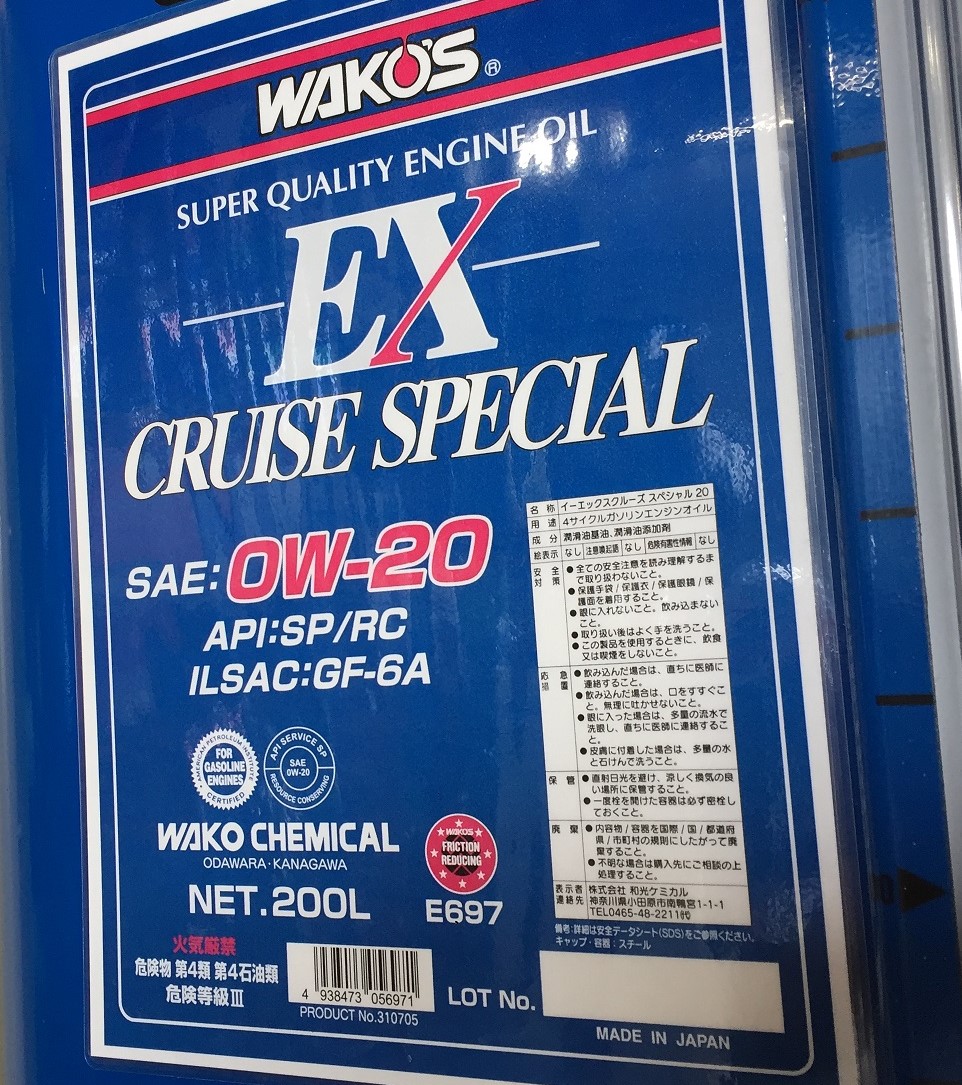 WAKO'S®
SUPER QUALITY ENGINE OIL
EX
CRUISE SPECIAL
SAE:0W-20
API:SP/RC
ILSAC:GF-6A
AMERICAN PETROLEUM INSTITUTE
FOR
GASOLINE
ENGINES
CERTIFIED
API SERVICE SP
SAE
0W-20
RESOURCE CONSERVING
WAKO CHEMICAL
ODAWARA・KANAGAWA
NET.200L
WAKO'S
FRICTION
REDUCING
E697
火気厳禁
危険物 第4類 第4石油類
危険等級Ⅲ
4 938473 056971
PRODUCT No.310705
名 称 イーエックスクルーズ スペシャル 20
用 途 4サイクルガソリンエンジンオイル
成 分 潤滑油基油、潤滑油添加剤
絵表示 なし 注意喚起語 なし 危険有害性情報 なし
安 全 対 策
●全ての安全注意を読み理解するま
で取り扱わないこと。
●保護手袋/保護衣/保護眼鏡/保
護面を着用すること。
●眼に入れないこと。飲み込まない
こと。
●取り扱い後はよく手を洗うこと。
●この製品を使用するときに、飲食
又は喫煙をしないこと。
応 急 措 置
●飲み込んだ場合は、直ちに医師に
連絡すること。
●飲み込んだ場合は、口をすすぐこ
と。無理に吐かせないこと。
●眼に入った場合は、多量の流水で
洗眼し、直ちに医師に連絡するこ
と。
●皮膚に付着した場合は、多量の水
と石けんで洗うこと。
保 管
●直射日光を避け、涼しく換気の良
い場所に保管すること。
●一度栓を開けた容器は必ず密栓し
ておくこと。
廃 棄
●内容物/容器を国際/国/都道府
県/市町村の規則にしたがって廃
棄すること。
●不明な場合は購入先にご相談の上
処理すること。
表示者 連絡先
株式会社 和光ケミカル
神奈川県小田原市南鴨宮1-1-1
TEL0465-48-2211㈹
備考:詳細は安全データシート(SDS)をご参照ください。
キャップ・容器:スチール
LOT No.
MADE IN JAPAN